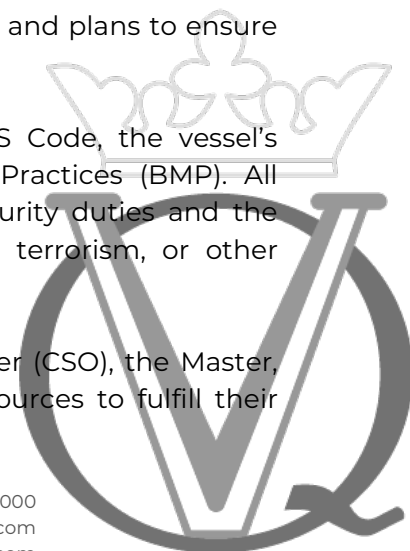 and plans to ensure
S Code, the vessel's
Practices (BMP). All
urity duties and the
terrorism, or other
er (CSO), the Master,
ources to fulfill their
000
com